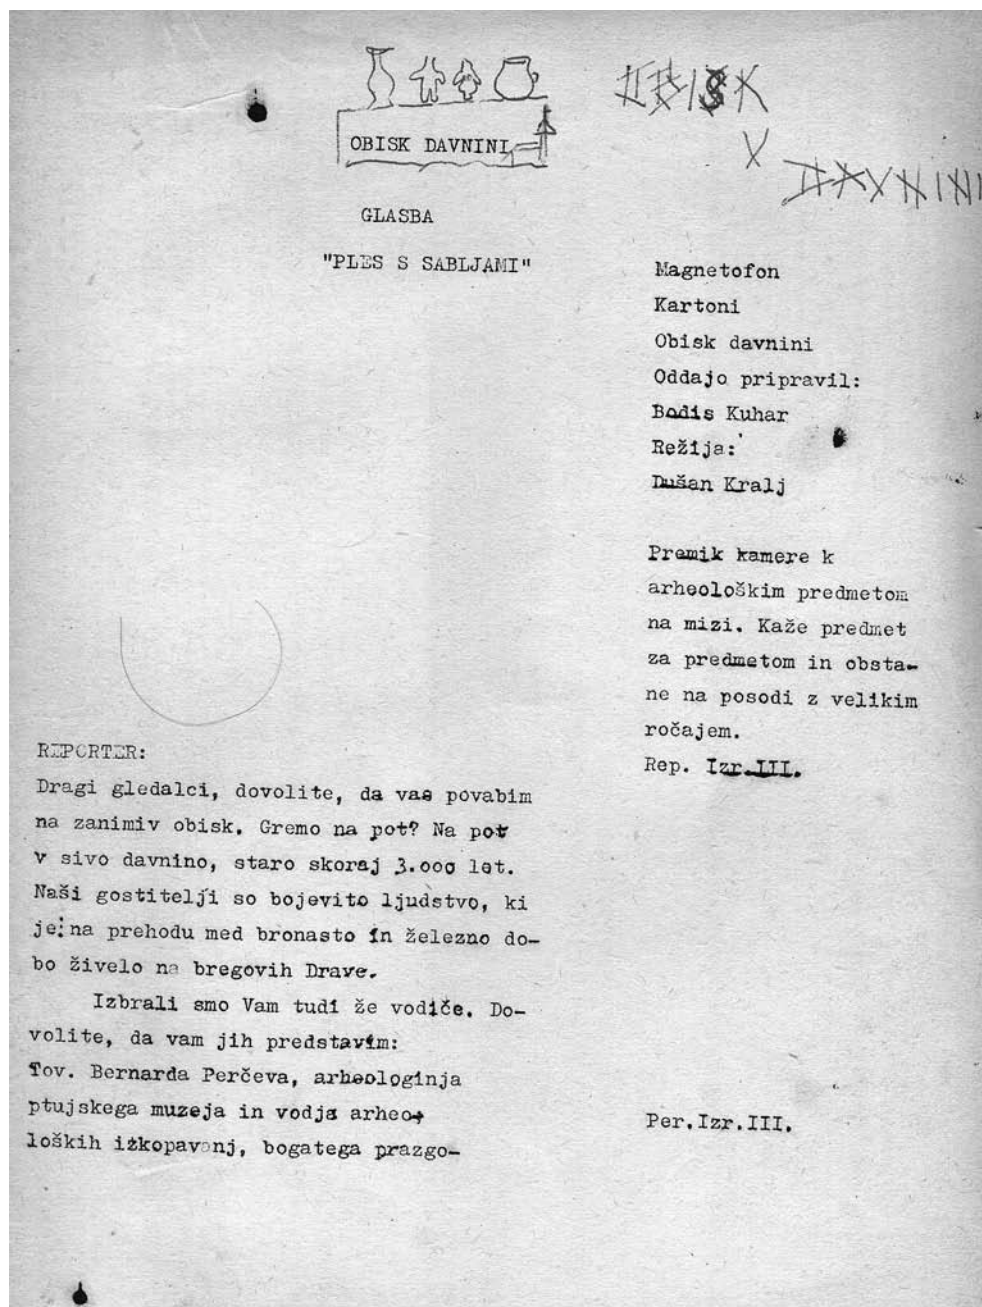 OBISK DAVNINI
OBISK
V
DAVNINI
GLASBA
"PLES S SABLJAMI"
Magnetofon
Kartoni
Obisk davnini
Oddajo pripravil:
Bodis Kuhar
Režija:
Dušan Kralj
Premik kamere k
arheološkim predmetom
na mizi. Kaže predmet
za predmetom in obsta-
ne na posodi z velikim
ročajem.
Rep. Izr.III.
REPORTER:
Dragi gledalci, dovolite, da vas povabim
na zanimiv obisk. Gremo na pot? Na pot
v sivo davnino, staro skoraj 3.000 let.
Naši gostitelji so bojevito ljudstvo, ki
je na prehodu med bronasto in železno do-
bo živelo na bregovih Drave.
Izbrali smo Vam tudi že vodiče. Do-
volite, da vam jih predstavim:
Tov. Bernarda Perčeva, arheologinja
ptujskega muzeja in vodja arheo-
loških izkopavanj, bogatega prazgo-
Per.Izr.III.